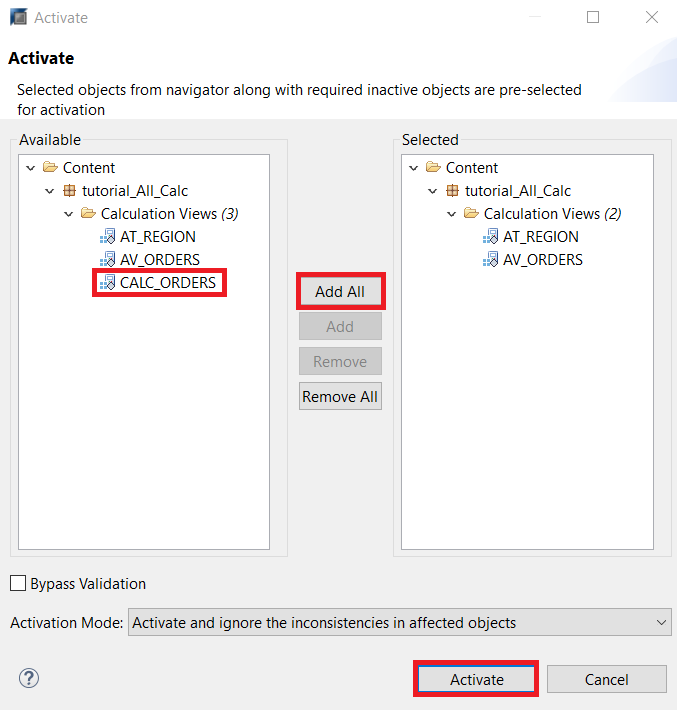 Activate
Activate
Selected objects from navigator along with required inactive objects are pre-selected
for activation
Available
Content
tutorial_All_Calc
Calculation Views (3)
AT_REGION
AV_ORDERS
CALC_ORDERS
Add All
Add
Remove
Remove All
Selected
Content
tutorial_All_Calc
Calculation Views (2)
AT_REGION
AV_ORDERS
Bypass Validation
Activation Mode: Activate and ignore the inconsistencies in affected objects
? Activate Cancel